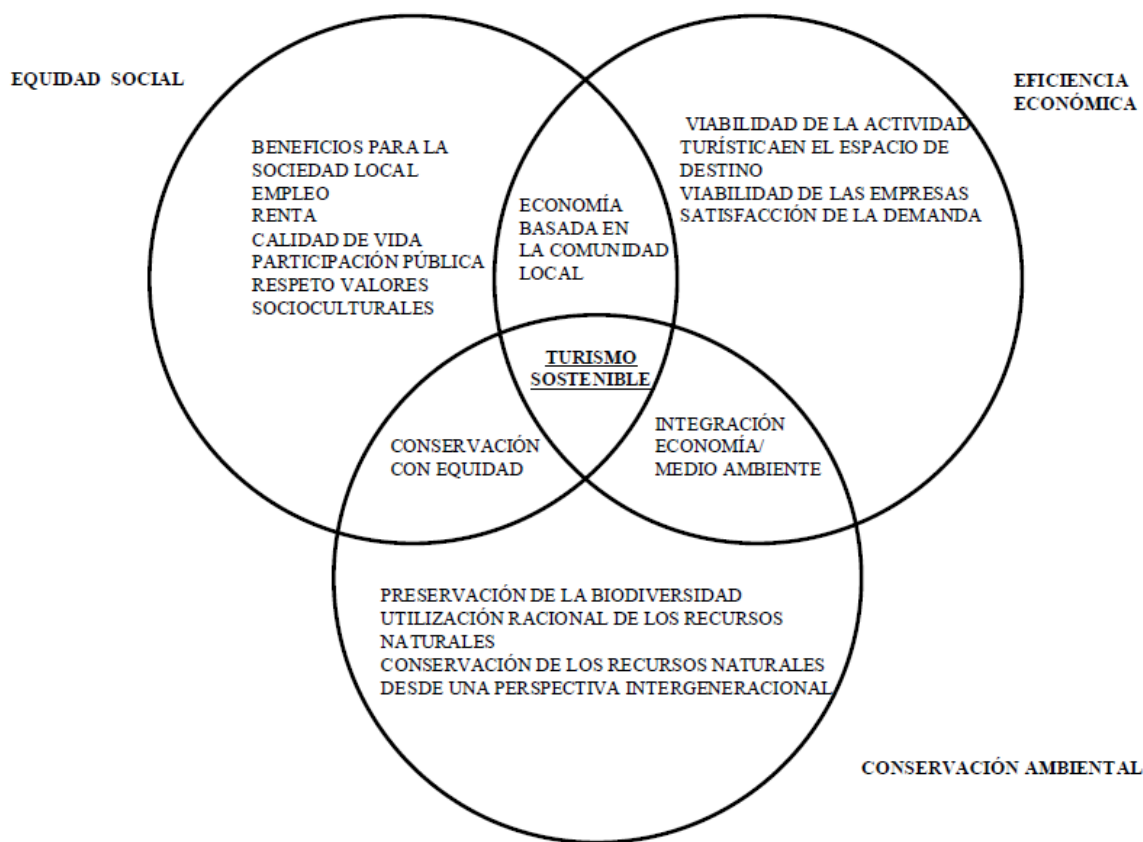 EQUIDAD SOCIAL
EFICIENCIA
ECONÓMICA
BENEFICIOS PARA LA
SOCIEDAD LOCAL
EMPLEO
RENTA
CALIDAD DE VIDA
PARTICIPACIÓN PÚBLICA
RESPETO VALORES
SOCIOCULTURALES
ECONOMÍA
BASADA EN
LA COMUNIDAD
LOCAL
VIABILIDAD DE LA ACTIVIDAD
TURÍSTICAEN EL ESPACIO DE
DESTINO
VIABILIDAD DE LAS EMPRESAS
SATISFACCIÓN DE LA DEMANDA
TURISMO
SOSTENIBLE
CONSERVACIÓN
CON EQUIDAD
INTEGRACIÓN
ECONOMÍA/
MEDIO AMBIENTE
PRESERVACIÓN DE LA BIODIVERSIDAD
UTILIZACIÓN RACIONAL DE LOS RECURSOS
NATURALES
CONSERVACIÓN DE LOS RECURSOS NATURALES
DESDE UNA PERSPECTIVA INTERGENERACIONAL
CONSERVACIÓN AMBIENTAL